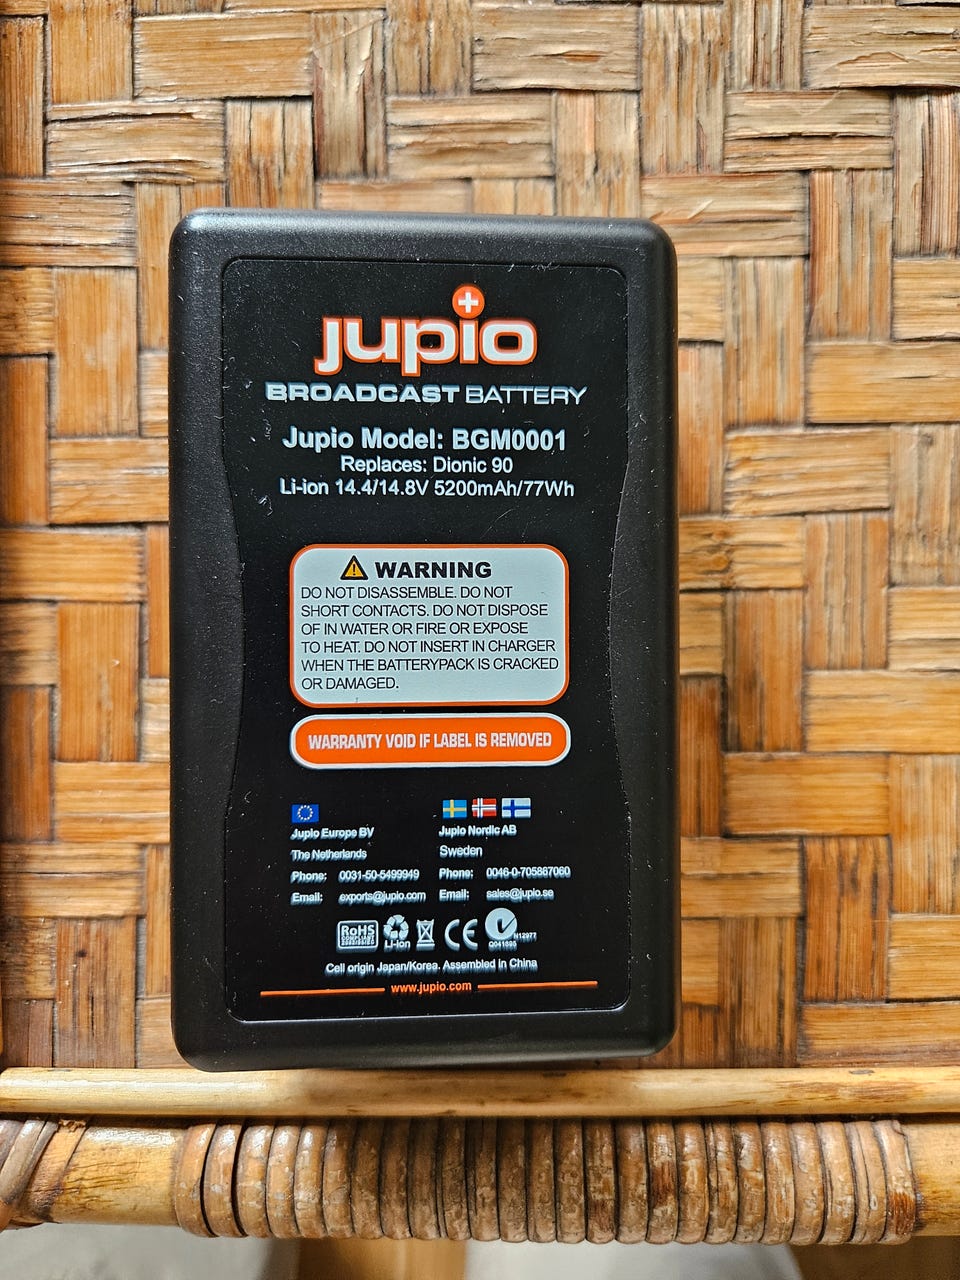 jupio
BROADCAST BATTERY
Jupio Model: BGM0001
Replaces: Dionic 90
Li-ion 14.4/14.8V 5200mAh/77Wh
WARNING
DO NOT DISASSEMBLE. DO NOT
SHORT CONTACTS. DO NOT DISPOSE
OF IN WATER OR FIRE OR EXPOSE
TO HEAT. DO NOT INSERT IN CHARGER
WHEN THE BATTERYPACK IS CRACKED
OR DAMAGED.
WARRANTY VOID IF LABEL IS REMOVED
Jupio Europe BV
The Netherlands
Phone: 0031-50-5499949
Email: exports@jupio.com
Jupio Nordic AB
Sweden
Phone: 0046-0-705867060
Email: sales@jupio.se
RoHS
COMPLIANT
Li-ion
CE
N12977
Cell origin Japan/Korea. Assembled in China
www.jupio.com